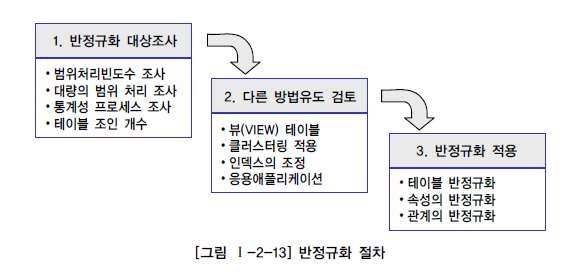 1. 반정규화 대상조사
• 범위처리빈도수 조사
• 대량의 범위 처리 조사
• 통계성 프로세스 조사
• 테이블 조인 개수
2. 다른 방법유도 검토
• 뷰(VIEW) 테이블
• 클러스터링 적용
• 인덱스의 조정
• 응용애플리케이션
3. 반정규화 적용
• 테이블 반정규화
• 속성의 반정규화
• 관계의 반정규화
[그림 Ⅰ-2-13] 반정규화 절차